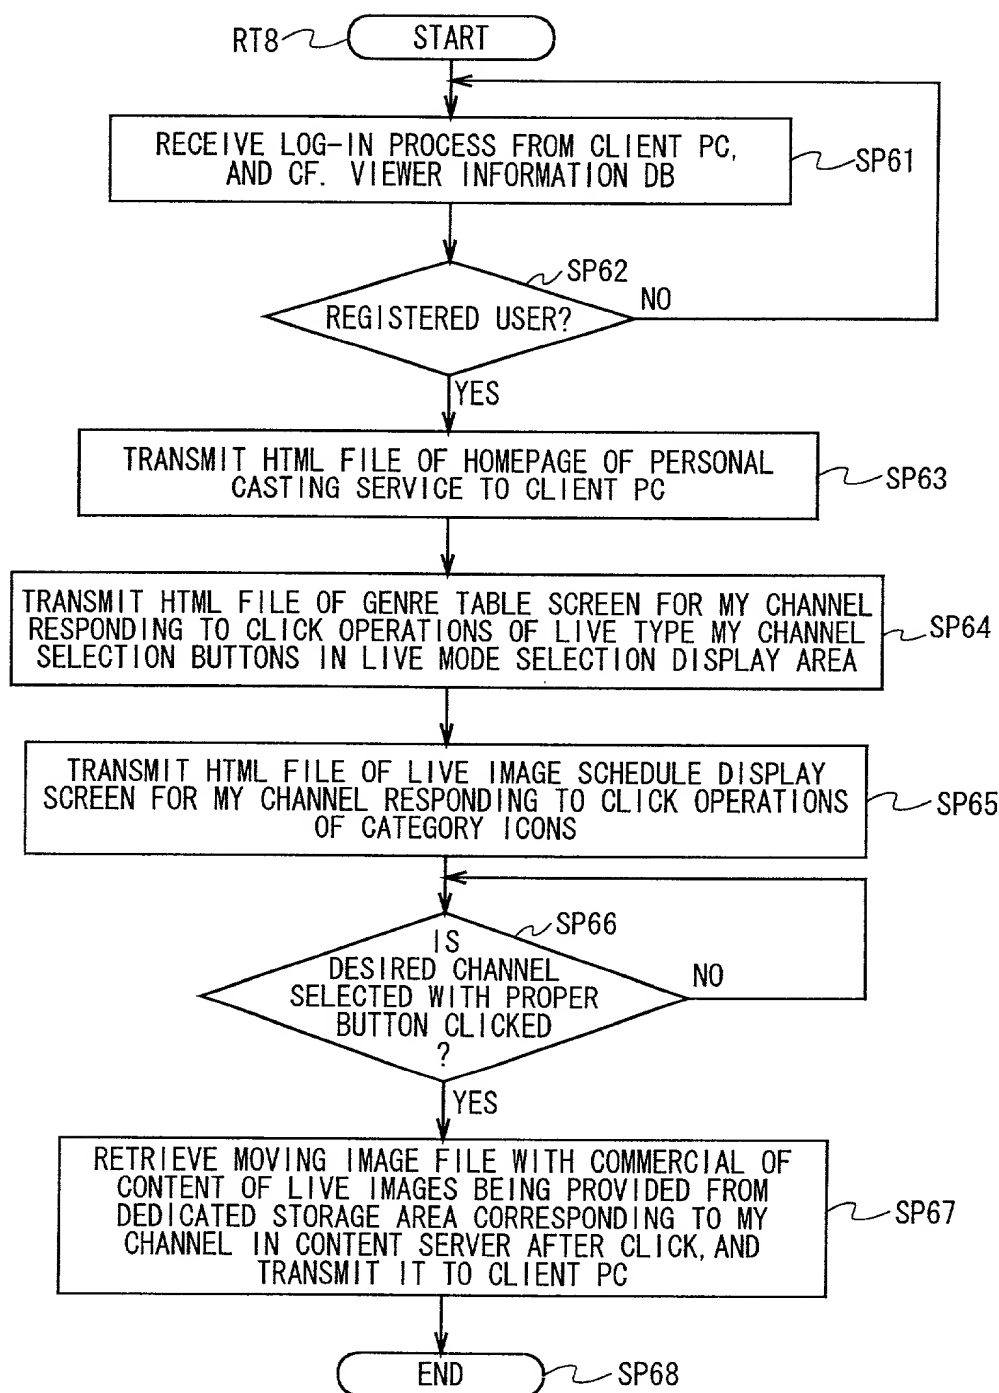 RT8
START
RECEIVE LOG-IN PROCESS FROM CLIENT PC,
AND CF. VIEWER INFORMATION DB
SP61
SP62
REGISTERED USER?
NO
YES
TRANSMIT HTML FILE OF HOMEPAGE OF PERSONAL
CASTING SERVICE TO CLIENT PC
SP63
TRANSMIT HTML FILE OF GENRE TABLE SCREEN FOR MY CHANNEL
RESPONDING TO CLICK OPERATIONS OF LIVE TYPE MY CHANNEL
SELECTION BUTTONS IN LIVE MODE SELECTION DISPLAY AREA
SP64
TRANSMIT HTML FILE OF LIVE IMAGE SCHEDULE DISPLAY
SCREEN FOR MY CHANNEL RESPONDING TO CLICK OPERATIONS
OF CATEGORY ICONS
SP65
SP66
IS
DESIRED CHANNEL
SELECTED WITH PROPER
BUTTON CLICKED
?
NO
YES
RETRIEVE MOVING IMAGE FILE WITH COMMERCIAL OF
CONTENT OF LIVE IMAGES BEING PROVIDED FROM
DEDICATED STORAGE AREA CORRESPONDING TO MY
CHANNEL IN CONTENT SERVER AFTER CLICK, AND
TRANSMIT IT TO CLIENT PC
SP67
END
SP68